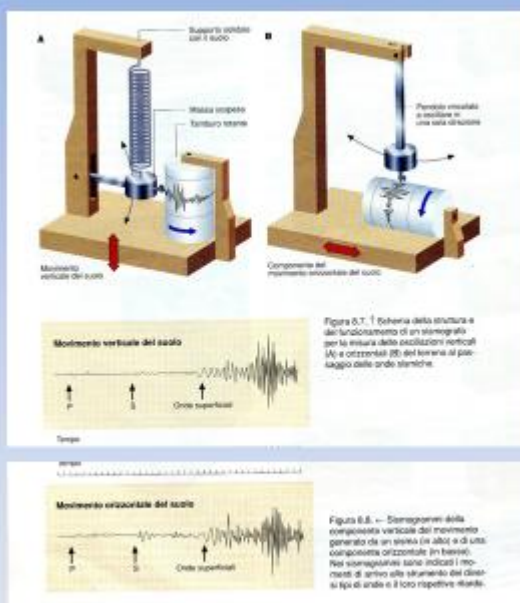 A
Supporto solidale
con il suolo
Massa sospesa
Tamburo rotante
Movimento
verticale del suolo
B
Pendolo vincolato
a oscillare in
una sola direzione
Componente del
movimento orizzontale del suolo
Figura 8.7. ↑ Schema della struttura e
del funzionamento di un sismografo
per la misura delle oscillazioni verticali
(A) e orizzontali (B) del terreno al pas-
saggio delle onde sismiche.
Movimento verticale del suolo
P
S
Onde superficiali
Tempo
Tempo
Movimento orizzontale del suolo
P
S
Onde superficiali
Figura 8.8. ← Sismogrammi della
componente verticale del movimento
generato da un sisma (in alto) e di una
componente orizzontale (in basso).
Nei sismogrammi sono indicati i mo-
menti di arrivo allo strumento dei diver-
si tipi di onde e il loro rispettivo ritardo.